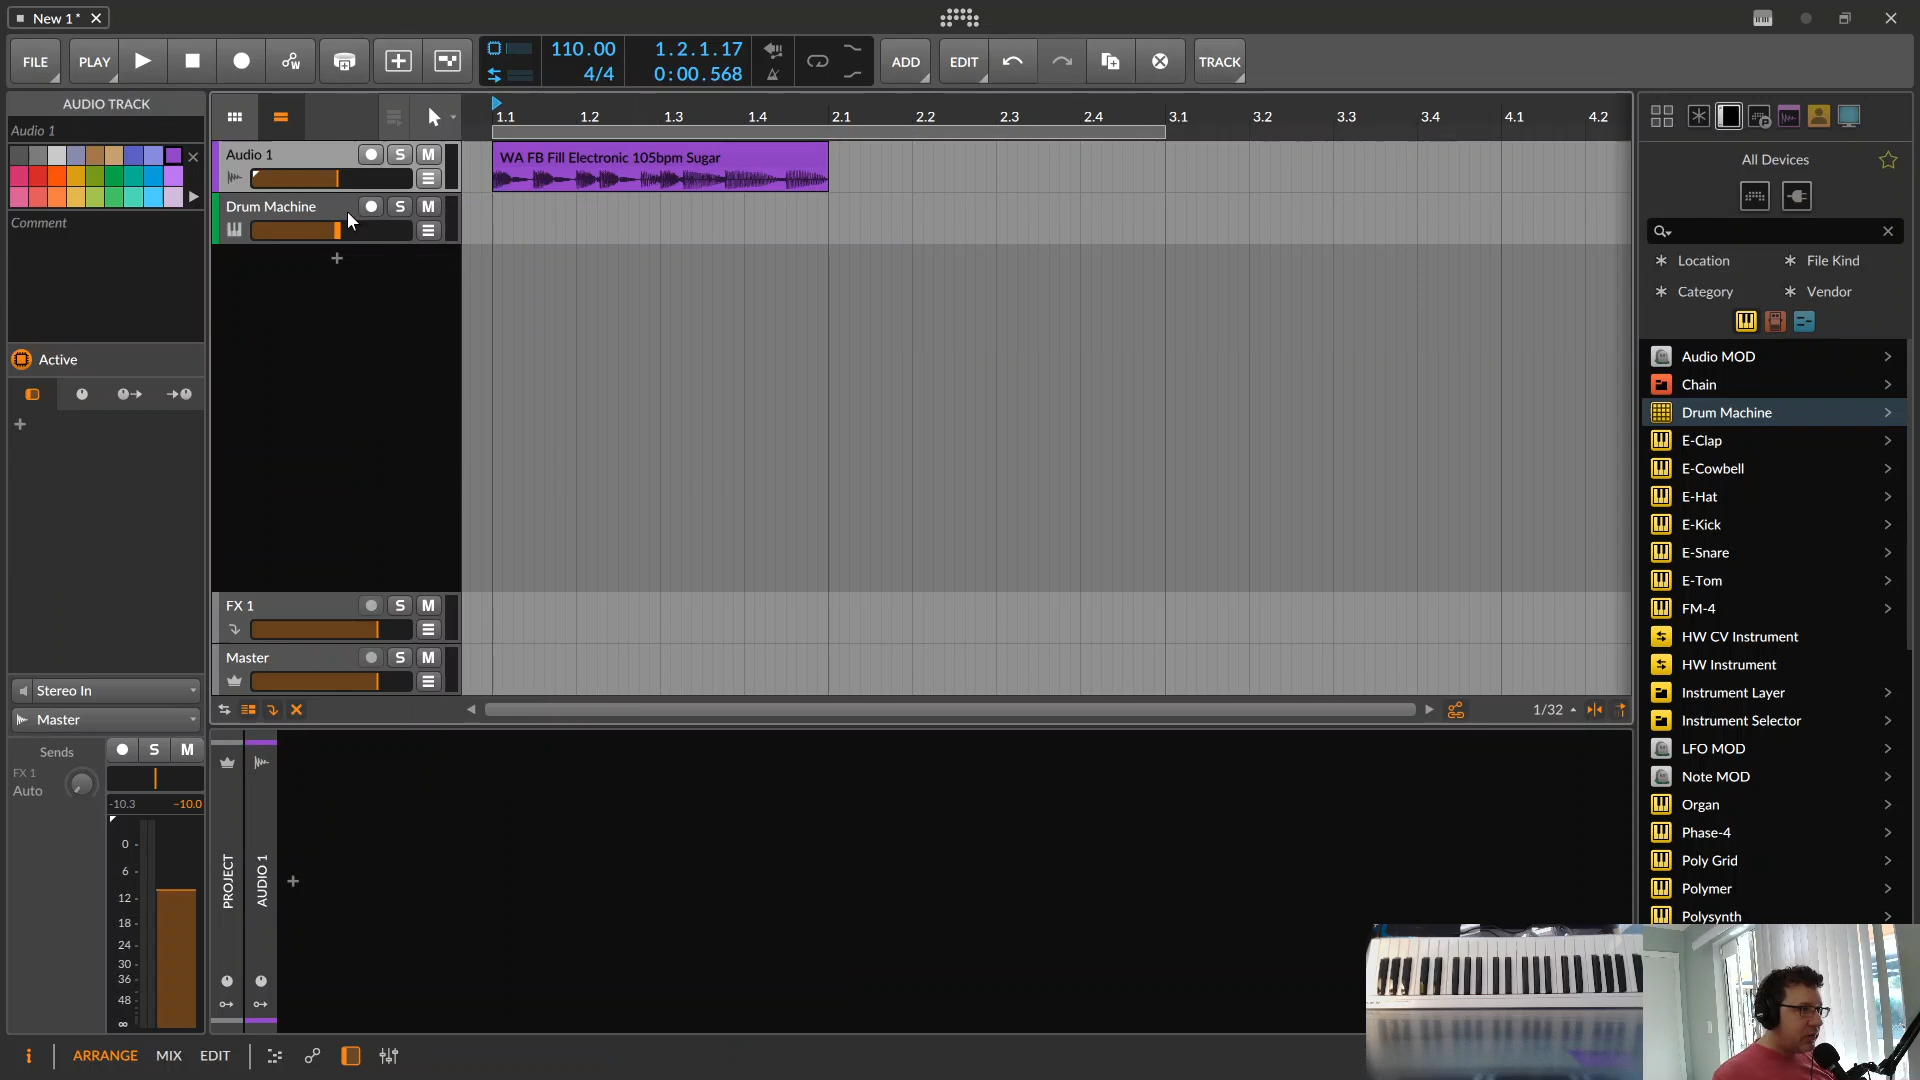 New 1 *
FILE
PLAY
110.00
4/4
1.2.1.17
0:00.568
ADD
EDIT
TRACK
AUDIO TRACK
Audio 1
Comment
Active
Stereo In
Master
Sends
FX 1
Auto
-10.3
-10.0
0
6
12
18
24
30
36
48
∞
1.1
1.2
1.3
1.4
2.1
2.2
2.3
2.4
3.1
3.2
3.3
3.4
4.1
4.2
Audio 1
S
M
WA FB Fill Electronic 105bpm Sugar
Drum Machine
S
M
FX 1
S
M
Master
S
M
1/32
S
M
PROJECT
AUDIO 1
All Devices
Location
File Kind
Category
Vendor
Audio MOD
Chain
Drum Machine
E-Clap
E-Cowbell
E-Hat
E-Kick
E-Snare
E-Tom
FM-4
HW CV Instrument
HW Instrument
Instrument Layer
Instrument Selector
LFO MOD
Note MOD
Organ
Phase-4
Poly Grid
Polymer
Polysynth
i
ARRANGE
MIX
EDIT